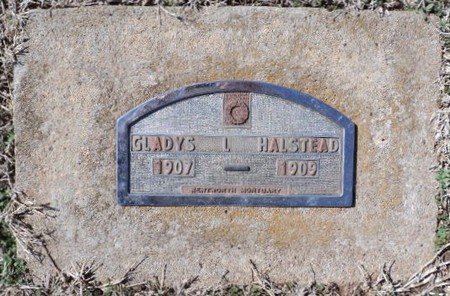 GLADYS L HALSTEAD
1907 — 1909
MORTUARY